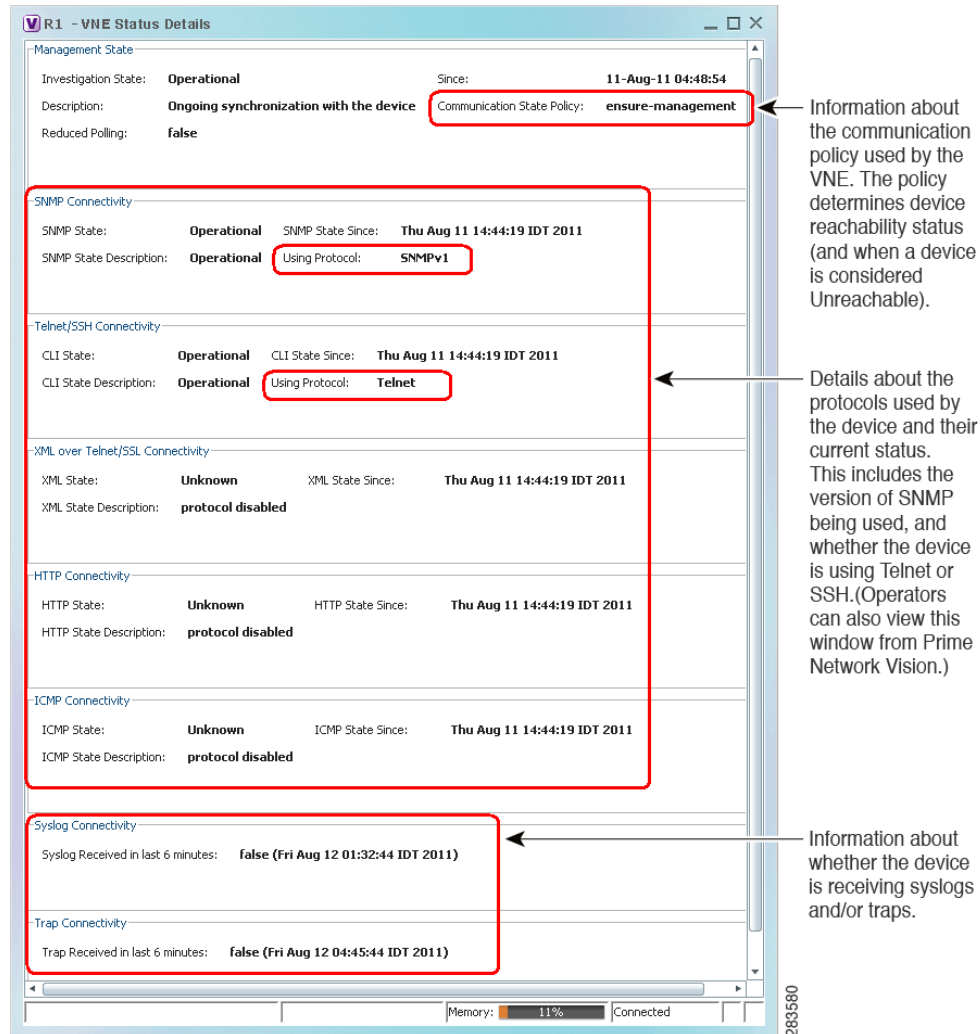 R1 - VNE Status Details
Management State
Investigation State: Operational Since: 11-Aug-11 04:48:54
Description: Ongoing synchronization with the device Communication State Policy: ensure-management
Reduced Polling: false
SNMP Connectivity
SNMP State: Operational SNMP State Since: Thu Aug 11 14:44:19 IDT 2011
SNMP State Description: Operational Using Protocol: SNMPv1
Telnet/SSH Connectivity
CLI State: Operational CLI State Since: Thu Aug 11 14:44:19 IDT 2011
CLI State Description: Operational Using Protocol: Telnet
XML over Telnet/SSL Connectivity
XML State: Unknown XML State Since: Thu Aug 11 14:44:19 IDT 2011
XML State Description: protocol disabled
HTTP Connectivity
HTTP State: Unknown HTTP State Since: Thu Aug 11 14:44:19 IDT 2011
HTTP State Description: protocol disabled
ICMP Connectivity
ICMP State: Unknown ICMP State Since: Thu Aug 11 14:44:19 IDT 2011
ICMP State Description: protocol disabled
Syslog Connectivity
Syslog Received in last 6 minutes: false (Fri Aug 12 01:32:44 IDT 2011)
Trap Connectivity
Trap Received in last 6 minutes: false (Fri Aug 12 04:45:44 IDT 2011)
Memory: 11% Connected
Information about
the communication
policy used by the
VNE. The policy
determines device
reachability status
(and when a device
is considered
Unreachable).
Details about the
protocols used by
the device and their
current status.
This includes the
version of SNMP
being used, and
whether the device
is using Telnet or
SSH.(Operators
can also view this
window from Prime
Network Vision.)
Information about
whether the device
is receiving syslogs
and/or traps.
283580